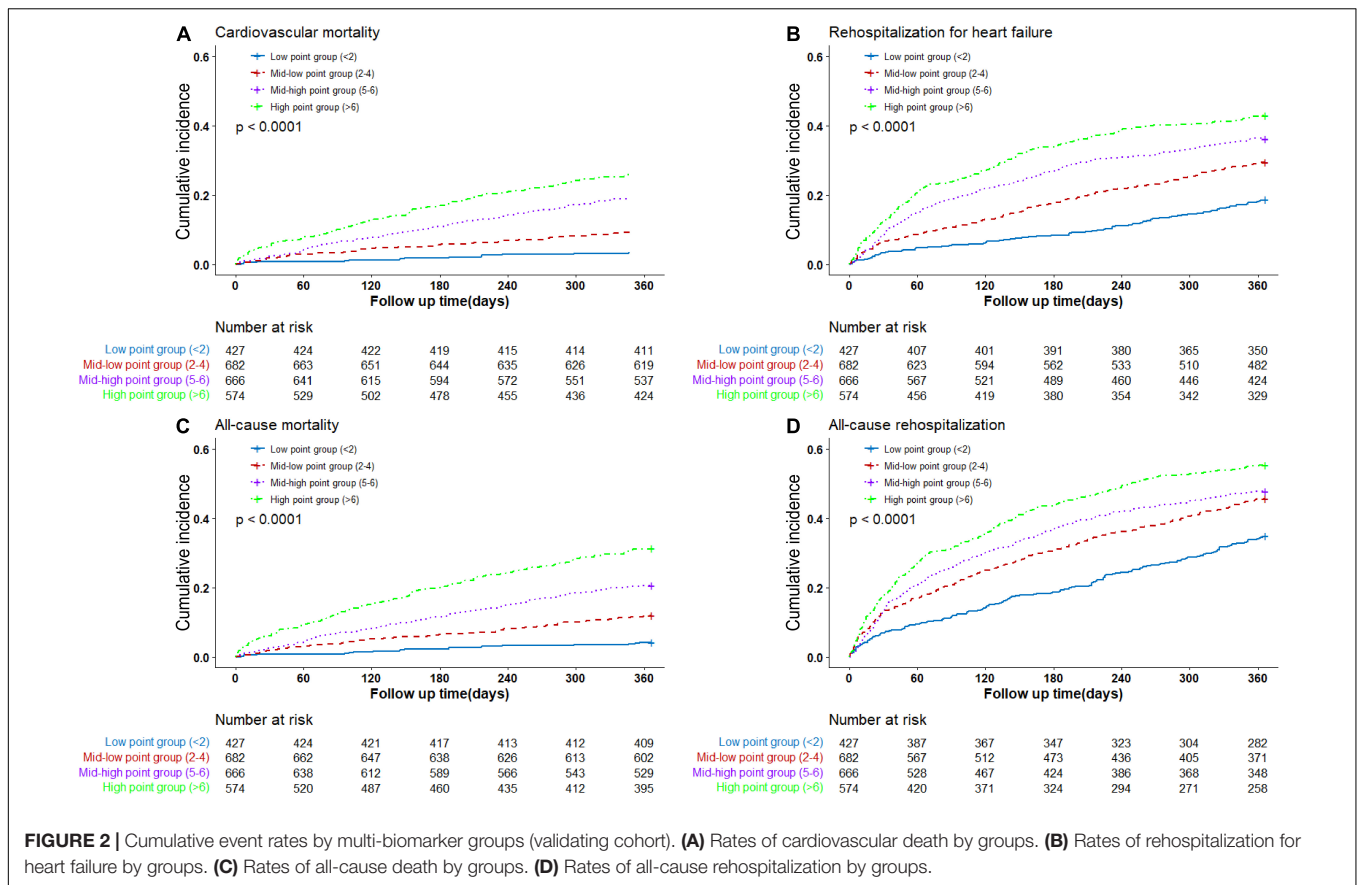 A Cardiovascular mortality
0.6
0.4
0.2
0.0
Cumulative incidence
Low point group (<2)
Mid-low point group (2-4)
Mid-high point group (5-6)
High point group (>6)
p < 0.0001
0 60 120 180 240 300 360
Follow up time(days)
Number at risk
Low point group (<2) 427 424 422 419 415 414 411
Mid-low point group (2-4) 682 663 651 644 635 626 619
Mid-high point group (5-6) 666 641 615 594 572 551 537
High point group (>6) 574 529 502 478 455 436 424
B Rehospitalization for heart failure
0.6
0.4
0.2
0.0
Cumulative incidence
Low point group (<2)
Mid-low point group (2-4)
Mid-high point group (5-6)
High point group (>6)
p < 0.0001
0 60 120 180 240 300 360
Follow up time(days)
Number at risk
Low point group (<2) 427 407 401 391 380 365 350
Mid-low point group (2-4) 682 623 594 562 533 510 482
Mid-high point group (5-6) 666 567 521 489 460 446 424
High point group (>6) 574 456 419 380 354 342 329
C All-cause mortality
0.6
0.4
0.2
0.0
Cumulative incidence
Low point group (<2)
Mid-low point group (2-4)
Mid-high point group (5-6)
High point group (>6)
p < 0.0001
0 60 120 180 240 300 360
Follow up time(days)
Number at risk
Low point group (<2) 427 424 421 417 413 412 409
Mid-low point group (2-4) 682 662 647 638 626 613 602
Mid-high point group (5-6) 666 638 612 589 566 543 529
High point group (>6) 574 520 487 460 435 412 395
D All-cause rehospitalization
0.6
0.4
0.2
0.0
Cumulative incidence
Low point group (<2)
Mid-low point group (2-4)
Mid-high point group (5-6)
High point group (>6)
p < 0.0001
0 60 120 180 240 300 360
Follow up time(days)
Number at risk
Low point group (<2) 427 387 367 347 323 304 282
Mid-low point group (2-4) 682 567 512 473 436 405 371
Mid-high point group (5-6) 666 528 467 424 386 368 348
High point group (>6) 574 420 371 324 294 271 258
FIGURE 2 | Cumulative event rates by multi-biomarker groups (validating cohort). (A) Rates of cardiovascular death by groups. (B) Rates of rehospitalization for
heart failure by groups. (C) Rates of all-cause death by groups. (D) Rates of all-cause rehospitalization by groups.